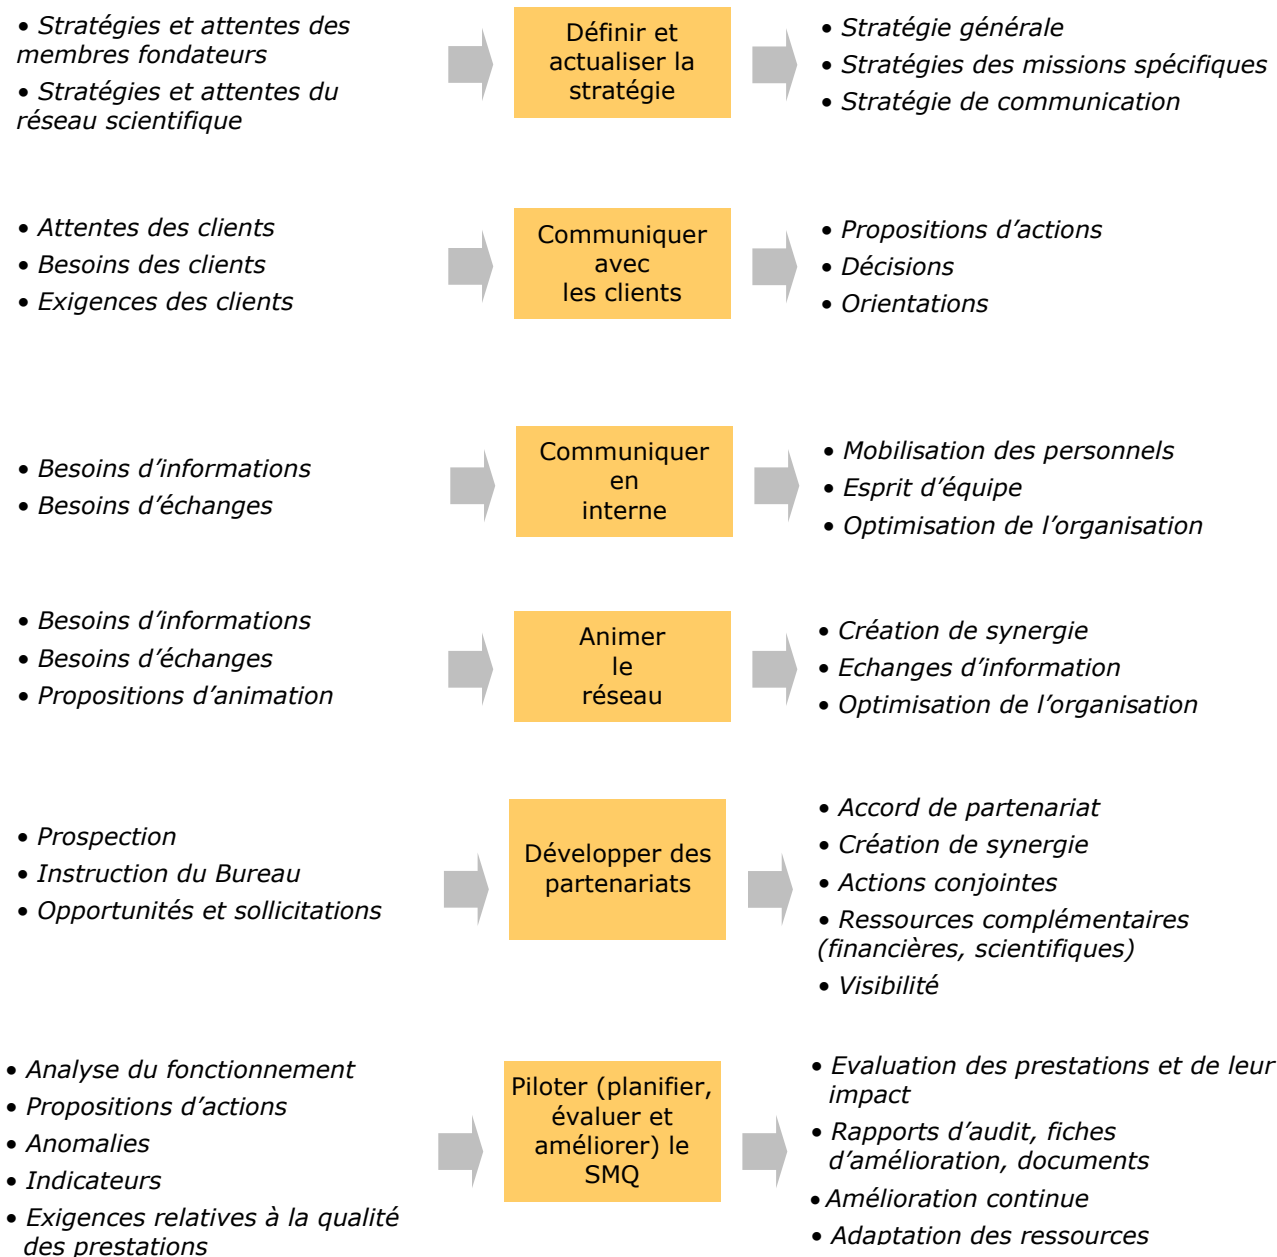 • Stratégies et attentes des
membres fondateurs
• Stratégies et attentes du
réseau scientifique
Définir et
actualiser la
stratégie
• Stratégie générale
• Stratégies des missions spécifiques
• Stratégie de communication
• Attentes des clients
• Besoins des clients
• Exigences des clients
Communiquer
avec
les clients
• Propositions d’actions
• Décisions
• Orientations
• Besoins d’informations
• Besoins d’échanges
Communiquer
en
interne
• Mobilisation des personnels
• Esprit d’équipe
• Optimisation de l’organisation
• Besoins d’informations
• Besoins d’échanges
• Propositions d’animation
Animer
le
réseau
• Création de synergie
• Echanges d’information
• Optimisation de l’organisation
• Prospection
• Instruction du Bureau
• Opportunités et sollicitations
Développer des
partenariats
• Accord de partenariat
• Création de synergie
• Actions conjointes
• Ressources complémentaires
(financières, scientifiques)
• Visibilité
• Analyse du fonctionnement
• Propositions d’actions
• Anomalies
• Indicateurs
• Exigences relatives à la qualité
des prestations
Piloter (planifier,
évaluer et
améliorer) le
SMQ
• Evaluation des prestations et de leur
impact
• Rapports d’audit, fiches
d’amélioration, documents
• Amélioration continue
• Adaptation des ressources